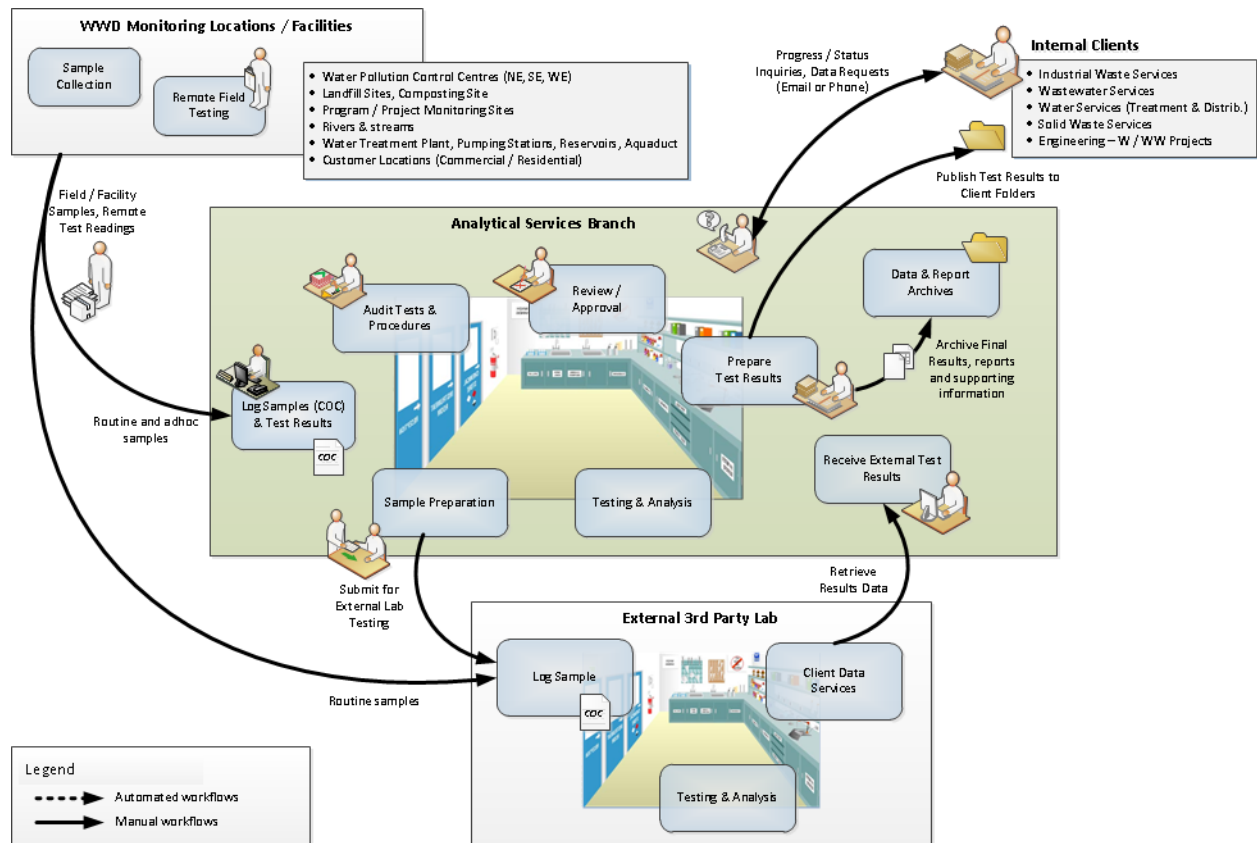 WWD Monitoring Locations / Facilities
Sample
Collection
Remote Field
Testing
• Water Pollution Control Centres (NE, SE, WE)
• Landfill Sites, Composting Site
• Program / Project Monitoring Sites
• Rivers & streams
• Water Treatment Plant, Pumping Stations, Reservoirs, Aquaduct
• Customer Locations (Commercial / Residential)
Progress / Status
Inquiries, Data Requests
(Email or Phone)
Internal Clients
• Industrial Waste Services
• Wastewater Services
• Water Services (Treatment & Distrib.)
• Solid Waste Services
• Engineering – W / WW Projects
Publish Test Results to
Client Folders
Field / Facility
Samples, Remote
Test Readings
Analytical Services Branch
?
Audit Tests &
Procedures
Review /
Approval
Data & Report
Archives
Prepare
Test Results
Archive Final
Results, reports
and supporting
information
Log Samples (COC)
& Test Results
COC
Routine and adhoc
samples
Sample Preparation
Testing & Analysis
Receive External Test
Results
Submit for
External Lab
Testing
Retrieve
Results Data
External 3rd Party Lab
Log Sample
COC
Client Data
Services
Testing & Analysis
Routine samples
Legend
Automated workflows
Manual workflows